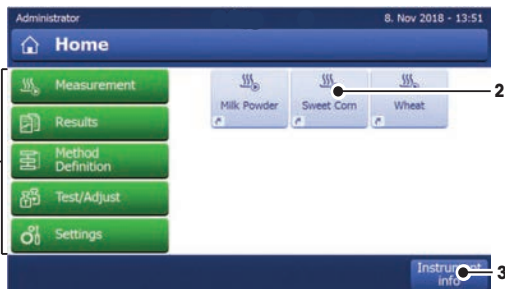 Administrator 8. Nov 2018 - 13:51
Home
Measurement
Results
Method
Definition
Test/Adjust
Settings
Milk Powder Sweet Corn Wheat
2
Instrument
info
3